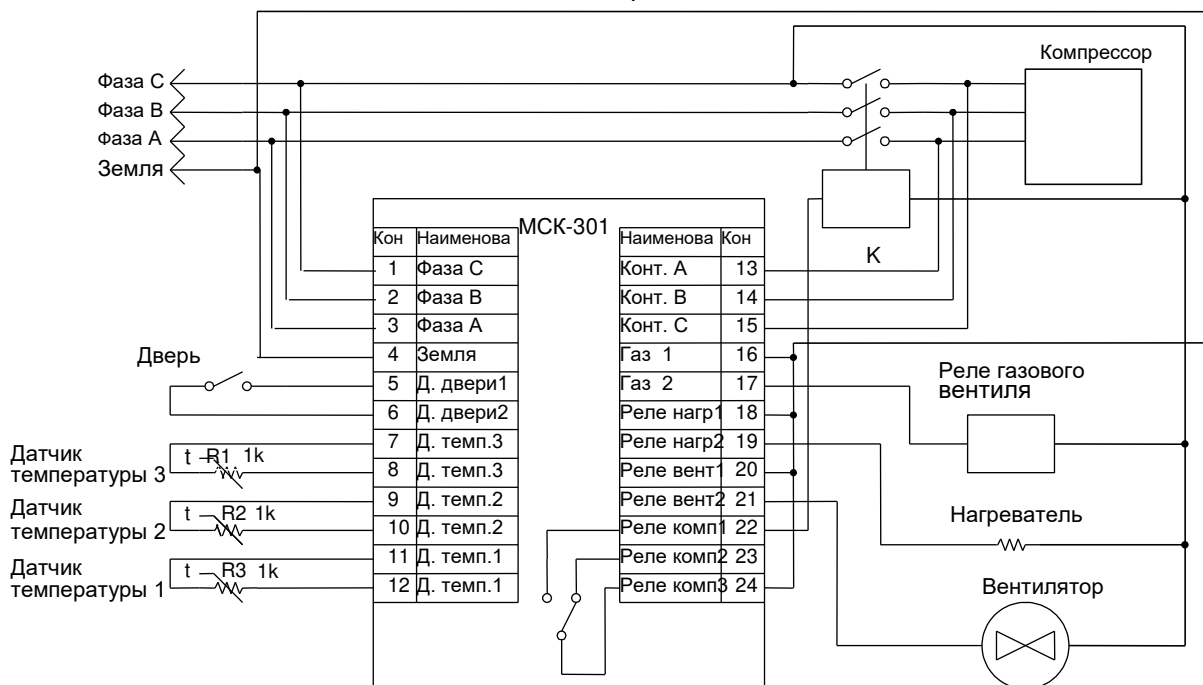 Компрессор
Фаза C
Фаза B
Фаза A
Земля
К
МСК-301
Кон Наименова
1 Фаза C
2 Фаза B
3 Фаза A
4 Земля
5 Д. двери1
6 Д. двери2
7 Д. темп.3
8 Д. темп.3
9 Д. темп.2
10 Д. темп.2
11 Д. темп.1
12 Д. темп.1
Наименова Кон
Конт. A 13
Конт. B 14
Конт. C 15
Газ 1 16
Газ 2 17
Реле нагр1 18
Реле нагр2 19
Реле вент1 20
Реле вент2 21
Реле комп1 22
Реле комп2 23
Реле комп3 24
Дверь
Датчик
температуры 3
t R1 1k
Датчик
температуры 2
t R2 1k
Датчик
температуры 1
t R3 1k
Реле газового
вентиля
Нагреватель
Вентилятор